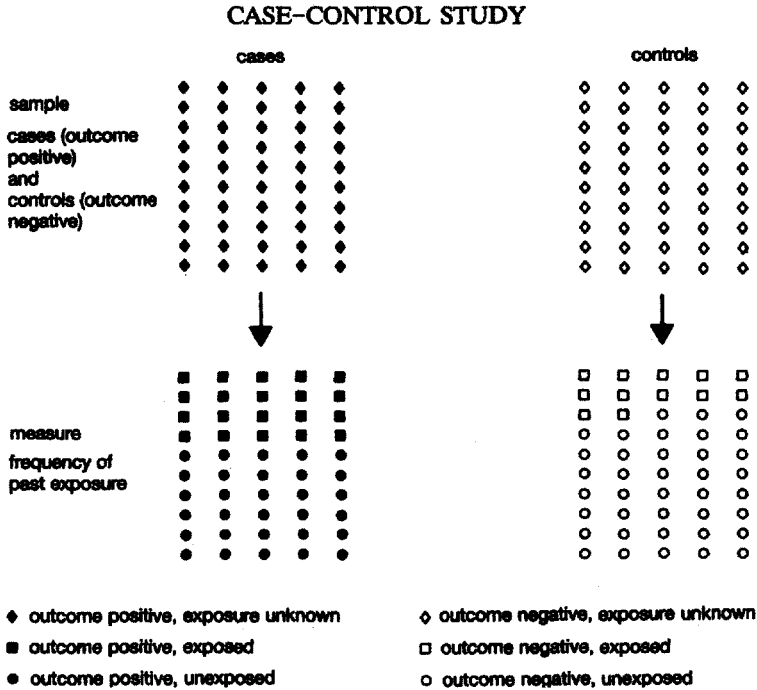 CASE-CONTROL STUDY
cases
controls
sample
cases (outcome
positive)
and
controls (outcome
negative)
measure
frequency of
past exposure
outcome positive, exposure unknown
outcome negative, exposure unknown
outcome positive, exposed
outcome negative, exposed
outcome positive, unexposed
outcome negative, unexposed